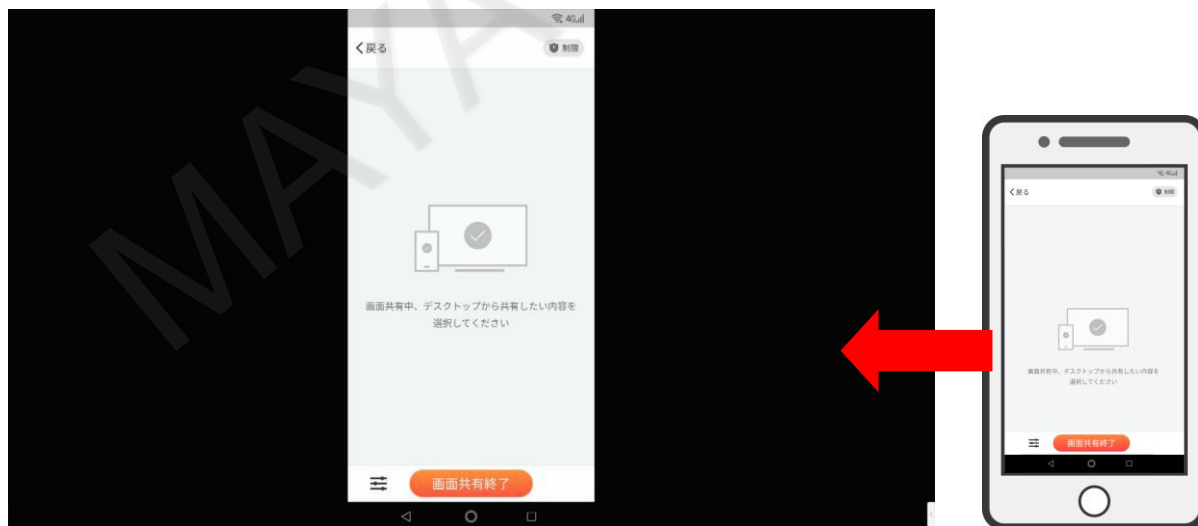 4G
戻る
制限
画面共有中、デスクトップから共有したい内容を
選択してください
画面共有終了
MAYA
4G
戻る
制限
画面共有中、デスクトップから共有したい内容を
選択してください
画面共有終了